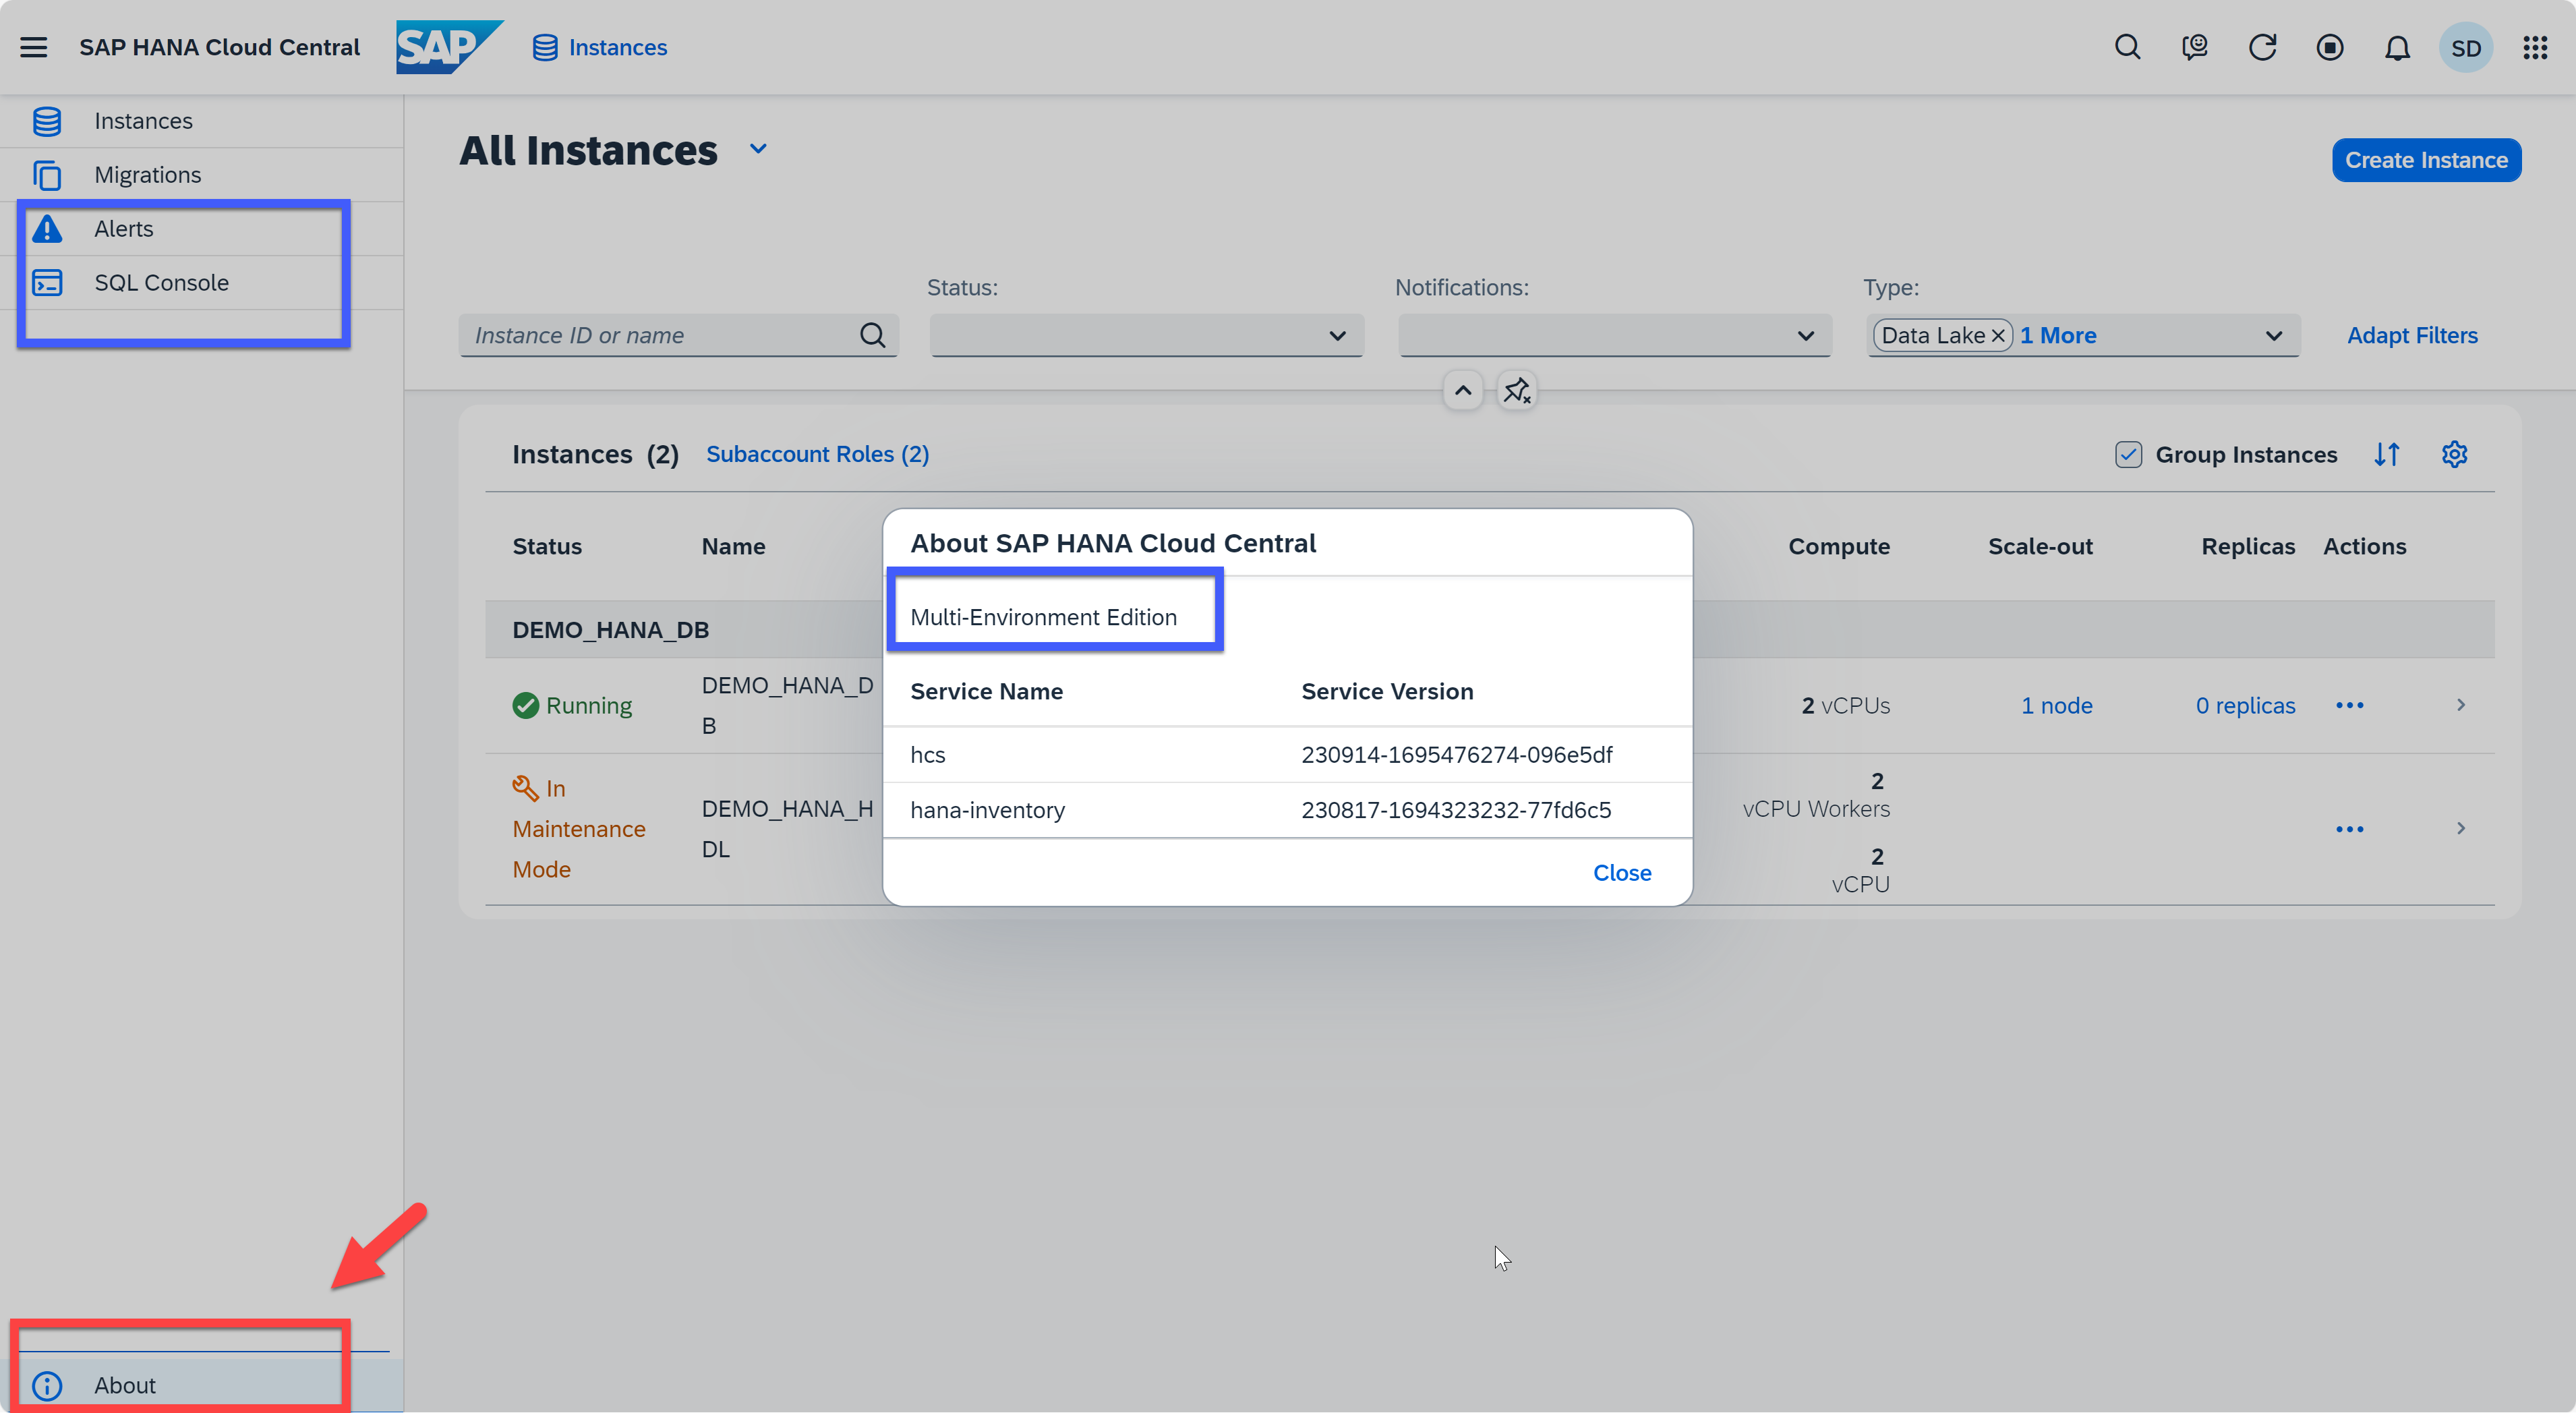 SAP HANA Cloud Central
SAP
Instances
SD
Instances
Migrations
Alerts
SQL Console
About
All Instances
Create Instance
Status:
Notifications:
Type:
Instance ID or name
Data Lake
1 More
Adapt Filters
Instances (2)
Subaccount Roles (2)
Group Instances
Status
Name
Compute
Scale-out
Replicas
Actions
DEMO_HANA_DB
Running
DEMO_HANA_D
B
2 vCPUs
1 node
0 replicas
In
Maintenance
Mode
DEMO_HANA_H
DL
2
vCPU Workers
2
vCPU
About SAP HANA Cloud Central
Multi-Environment Edition
Service Name
Service Version
hcs
230914-1695476274-096e5df
hana-inventory
230817-1694323232-77fd6c5
Close